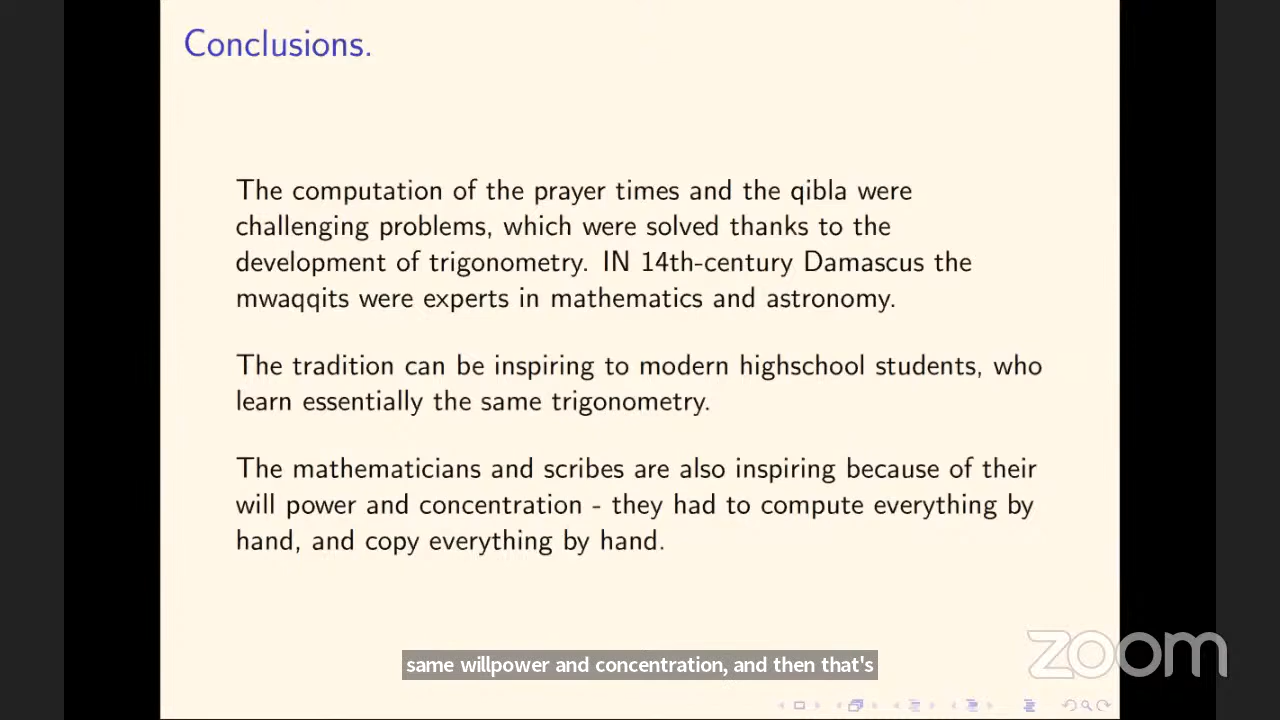 Conclusions.
The computation of the prayer times and the qibla were
challenging problems, which were solved thanks to the
development of trigonometry. IN 14th-century Damascus the
mwaqqits were experts in mathematics and astronomy.
The tradition can be inspiring to modern highschool students, who
learn essentially the same trigonometry.
The mathematicians and scribes are also inspiring because of their
will power and concentration - they had to compute everything by
hand, and copy everything by hand.
same willpower and concentration, and then that's
zoom